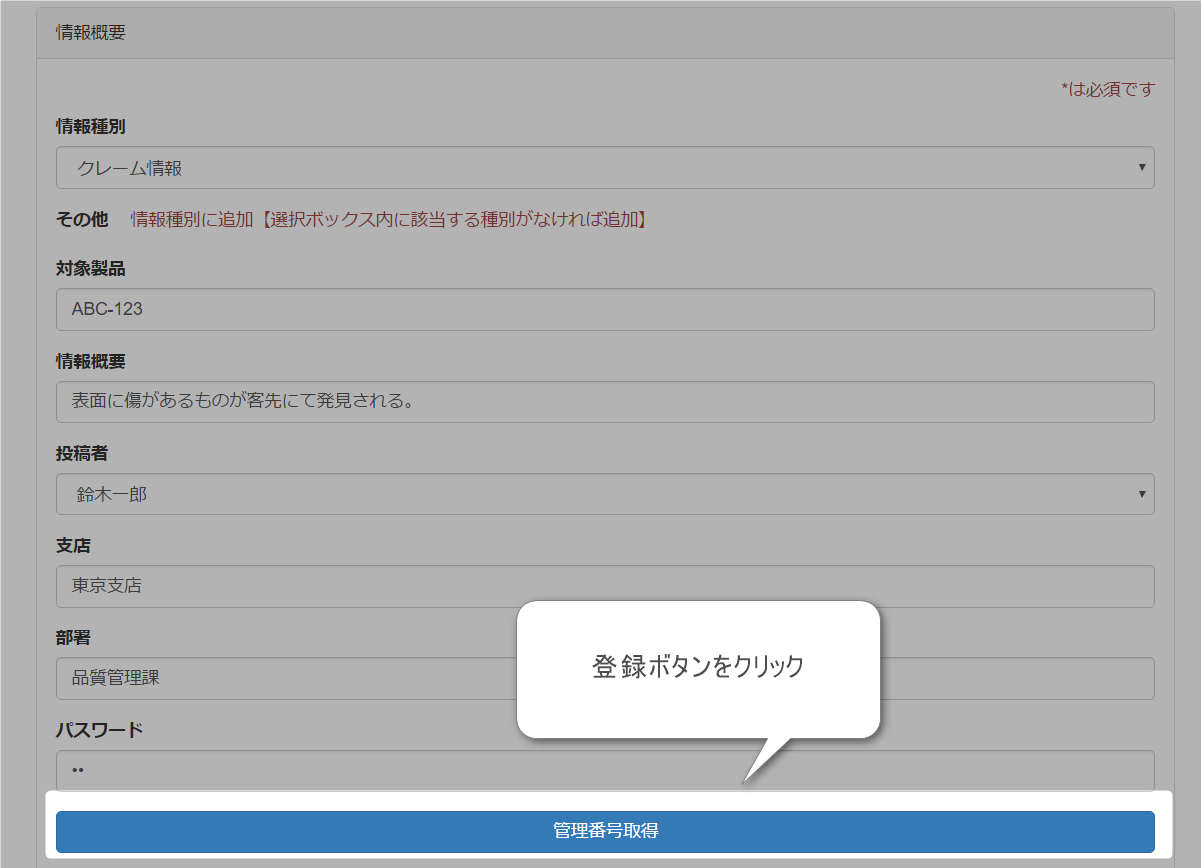 情報概要
*は必須です
情報種別
クレーム情報
その他 情報種別に追加【選択ボックス内に該当する種別がなければ追加】
対象製品
ABC-123
情報概要
表面に傷があるものが客先にて発見される。
投稿者
鈴木一郎
支店
東京支店
部署
品質管理課
登録ボタンをクリック
パスワード
••
管理番号取得